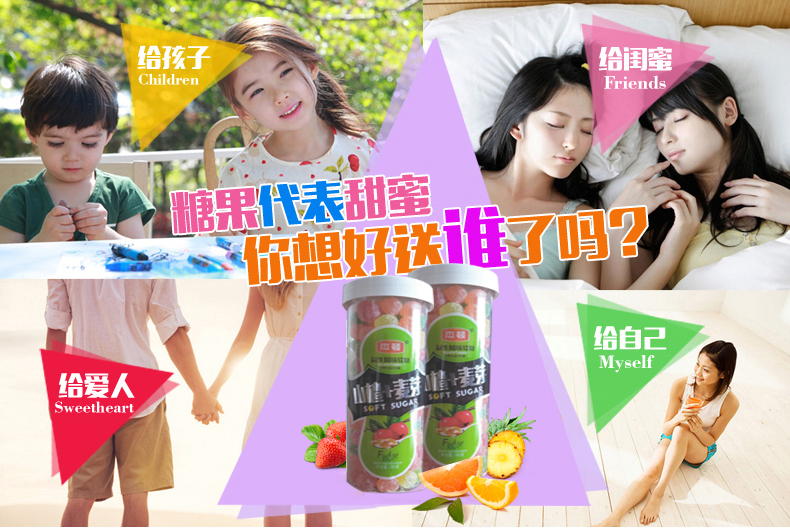 给孩子
Children
给闺蜜
Friends
糖果代表甜蜜
你想好送谁了吗?
给爱人
Sweetheart
给自己
Myself
山楂+麦芽
SOFT SUGAR
山楂+麦芽
SOFT SUGAR